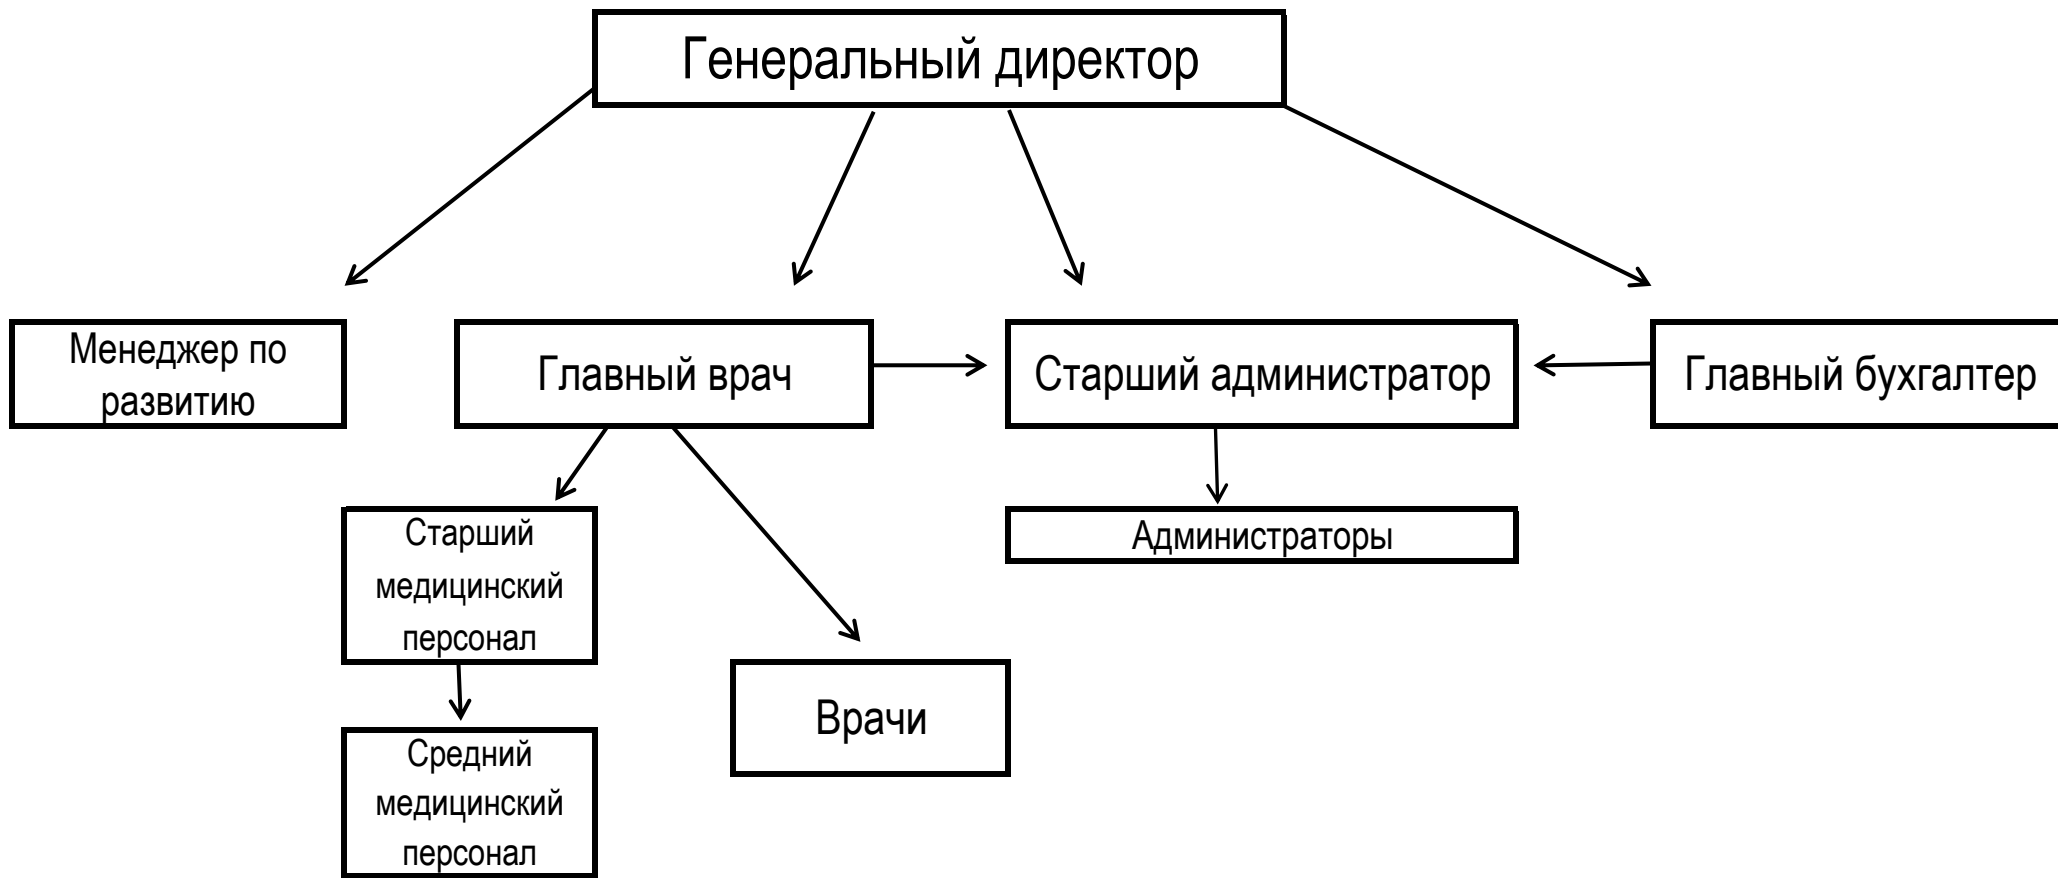 Генеральный директор
Менеджер по
развитию
Главный врач
Старший администратор
Главный бухгалтер
Старший
медицинский
персонал
Администраторы
Врачи
Средний
медицинский
персонал